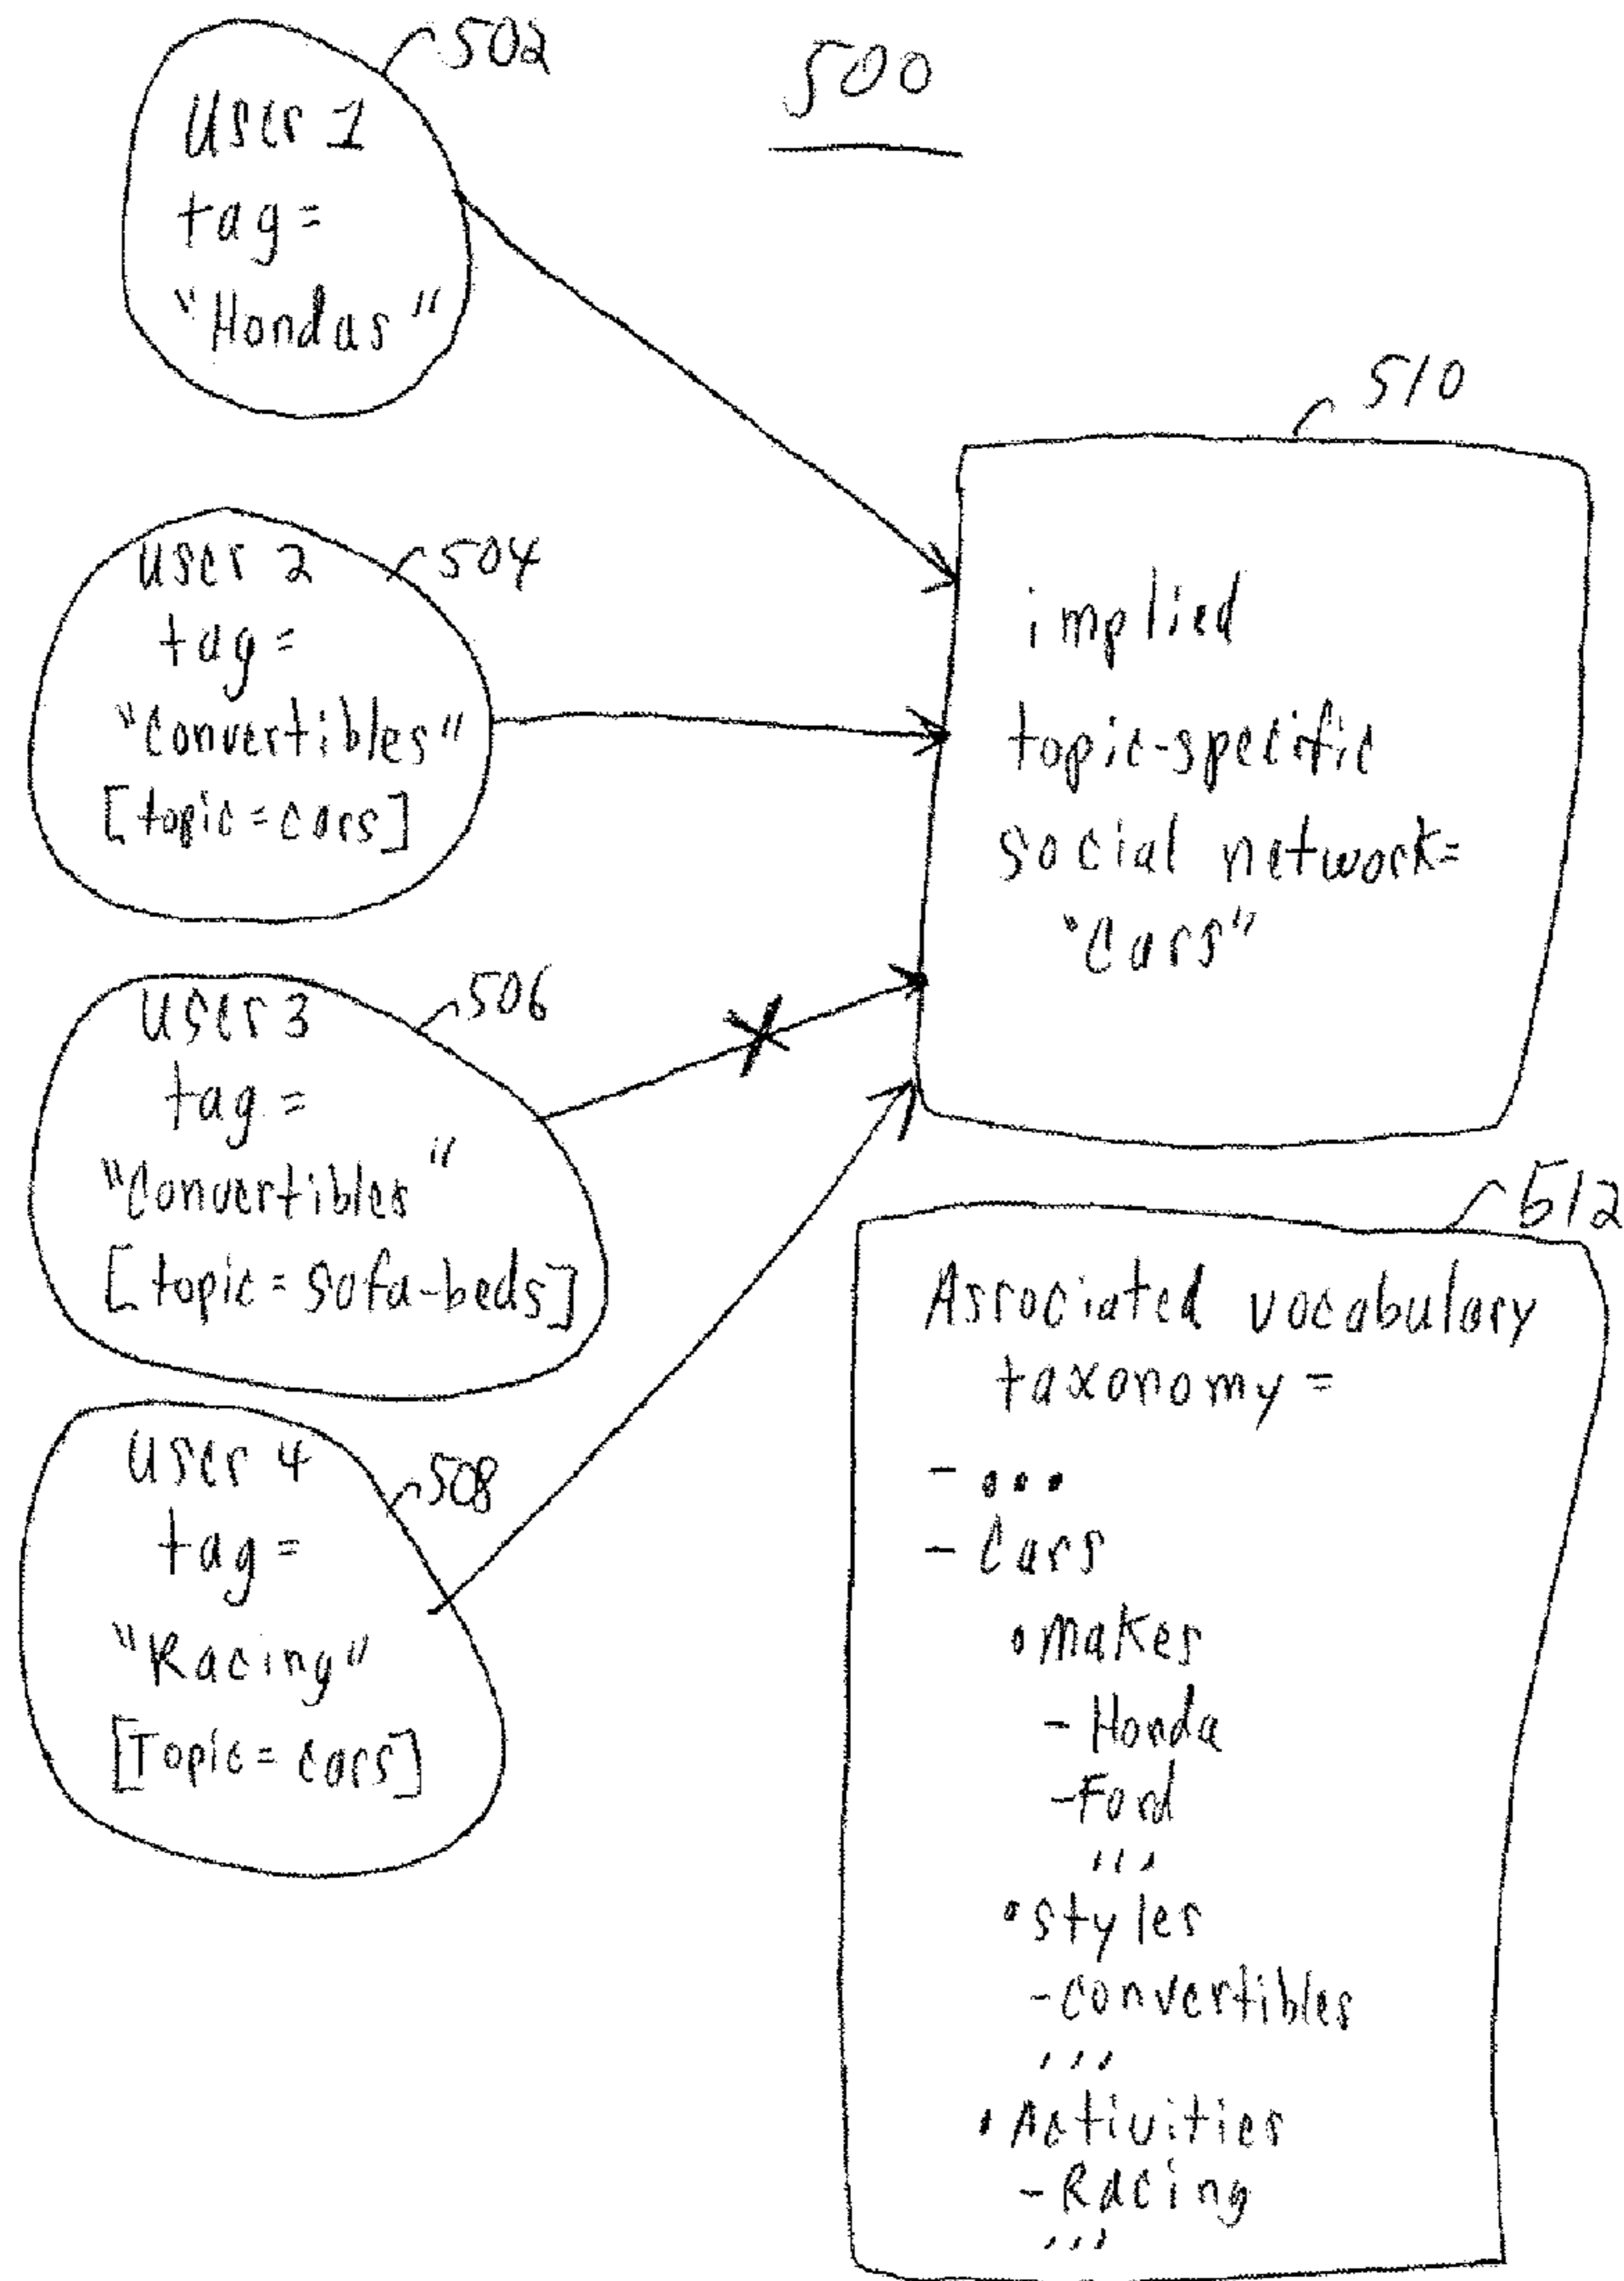 500
502
User 1
tag =
"Hondas"
504
User 2
tag =
"Convertibles"
[topic = cars]
506
User 3
tag =
"Convertibles"
[topic = sofa-beds]
508
User 4
tag =
"Racing"
[Topic = cars]
510
implied
topic-specific
social network=
"Cars"
512
Associated vocabulary
taxonomy =
- ...
- Cars
• Makes
- Honda
- Ford
...
• Styles
- Convertibles
...
• Activities
- Racing
...